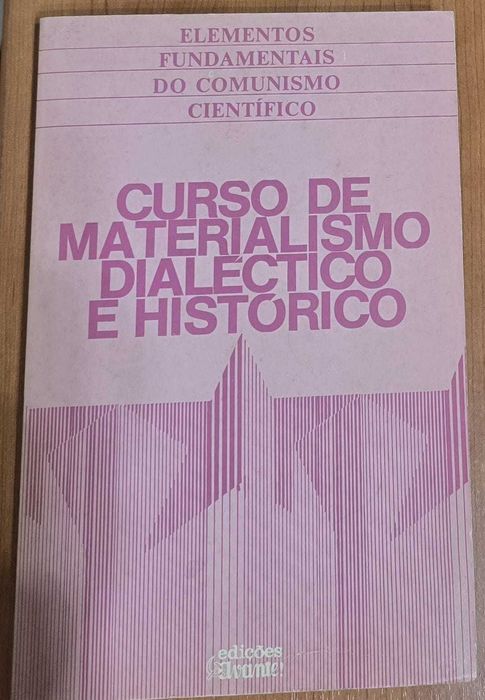 ELEMENTOS
FUNDAMENTAIS
DO COMUNISMO
CIENTÍFICO
CURSO DE
MATERIALISMO
DIALÉCTICO
E HISTÓRICO
edições
Avante!